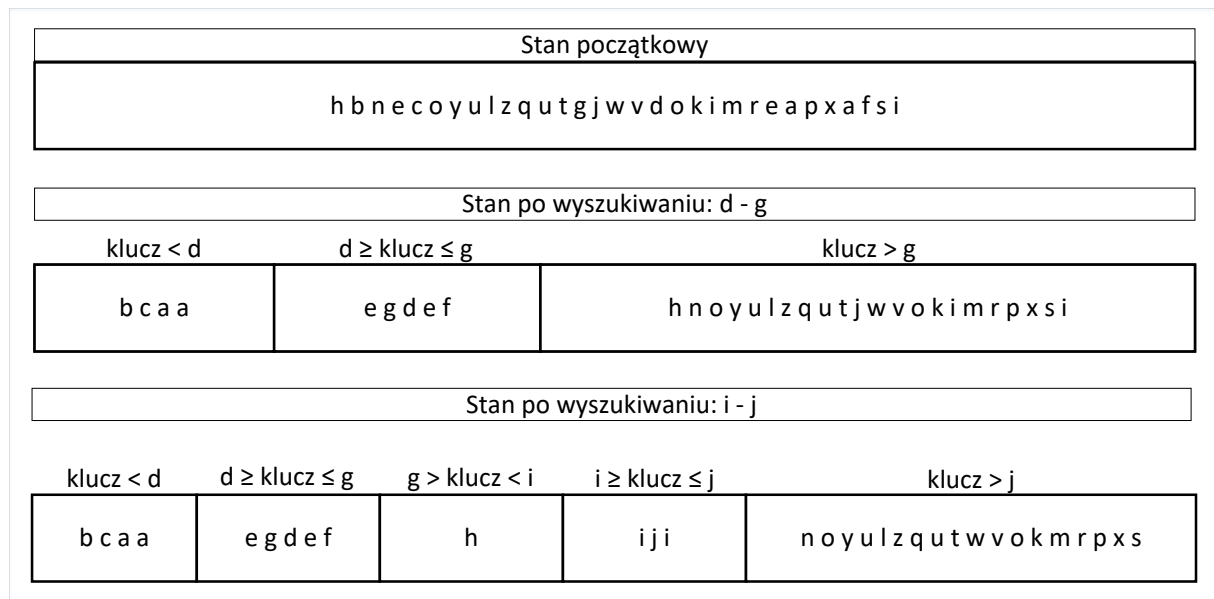 Stan początkowy
h b n e c o y u l z q u t g j w v d o k i m r e a p x a f s i
Stan po wyszukiwaniu: d - g
klucz < d d ≥ klucz ≤ g klucz > g
b c a a e g d e f h n o y u l z q u t j w v o k i m r p x s i
Stan po wyszukiwaniu: i - j
klucz < d d ≥ klucz ≤ g g > klucz < i i ≥ klucz ≤ j klucz > j
b c a a e g d e f h i j i n o y u l z q u t w v o k m r p x s